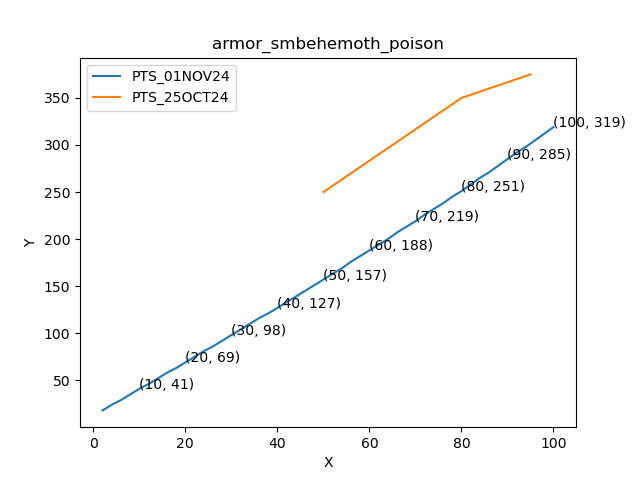 armor_smbehemoth_poison
PTS_01NOV24
PTS_25OCT24
350
300
250
200
150
100
50
Y
(100, 319)
(90, 285)
(80, 251)
(70, 219)
(60, 188)
(50, 157)
(40, 127)
(30, 98)
(20, 69)
(10, 41)
0 20 40 60 80 100
X